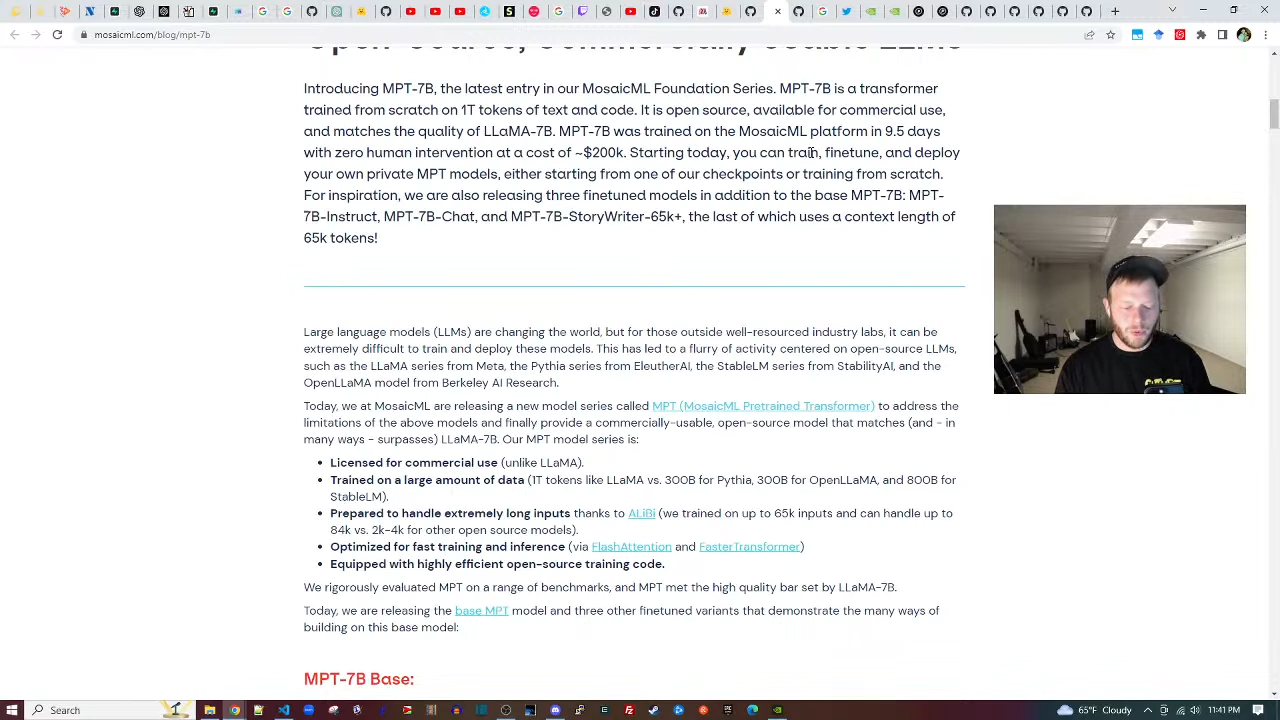 mosaicml.com/blog/mpt-7b
Open-Source, Commercially Usable LLMs
Introducing MPT-7B, the latest entry in our MosaicML Foundation Series. MPT-7B is a transformer
trained from scratch on 1T tokens of text and code. It is open source, available for commercial use,
and matches the quality of LLaMA-7B. MPT-7B was trained on the MosaicML platform in 9.5 days
with zero human intervention at a cost of ~$200k. Starting today, you can train, finetune, and deploy
your own private MPT models, either starting from one of our checkpoints or training from scratch.
For inspiration, we are also releasing three finetuned models in addition to the base MPT-7B: MPT-
7B-Instruct, MPT-7B-Chat, and MPT-7B-StoryWriter-65k+, the last of which uses a context length of
65k tokens!
Large language models (LLMs) are changing the world, but for those outside well-resourced industry labs, it can be
extremely difficult to train and deploy these models. This has led to a flurry of activity centered on open-source LLMs,
such as the LLaMA series from Meta, the Pythia series from EleutherAI, the StableLM series from StabilityAI, and the
OpenLLaMA model from Berkeley AI Research.
Today, we at MosaicML are releasing a new model series called MPT (MosaicML Pretrained Transformer) to address the
limitations of the above models and finally provide a commercially-usable, open-source model that matches (and - in
many ways - surpasses) LLaMA-7B. Our MPT model series is:
• Licensed for commercial use (unlike LLaMA).
• Trained on a large amount of data (1T tokens like LLaMA vs. 300B for Pythia, 300B for OpenLLaMA, and 800B for
StableLM).
• Prepared to handle extremely long inputs thanks to ALiBi (we trained on up to 65k inputs and can handle up to
84k vs. 2k-4k for other open source models).
• Optimized for fast training and inference (via FlashAttention and FasterTransformer)
• Equipped with highly efficient open-source training code.
We rigorously evaluated MPT on a range of benchmarks, and MPT met the high quality bar set by LLaMA-7B.
Today, we are releasing the base MPT model and three other finetuned variants that demonstrate the many ways of
building on this base model:
MPT-7B Base:
Search
65°F Cloudy
11:41 PM